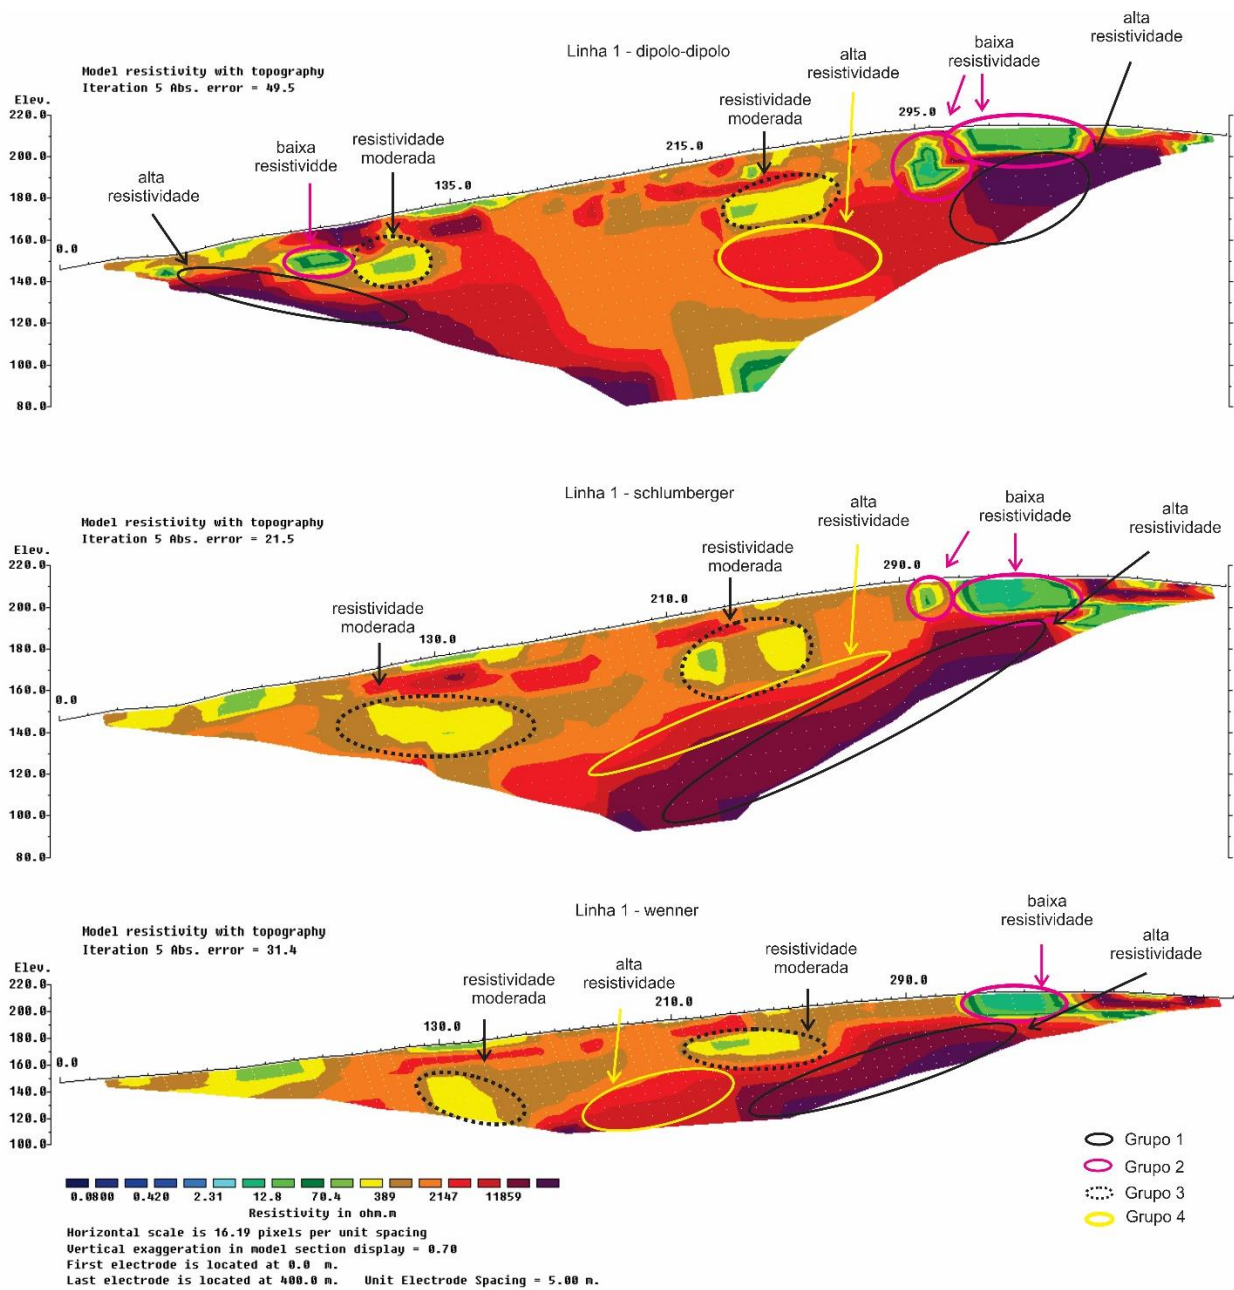 Linha 1 - dipolo-dipolo
Model resistivity with topography
Iteration 5 Abs. error = 49.5
alta
resistividade
baixa
resistividade
alta
resistividade
resistividade
moderada
resistividade
moderada
baixa
resistividde
alta
resistividade
Elev.
220.0
200.0
180.0
160.0
140.0
120.0
100.0
80.0
0.0
135.0
215.0
295.0
Linha 1 - schlumberger
Model resistivity with topography
Iteration 5 Abs. error = 21.5
alta
resistividade
baixa
resistividade
alta
resistividade
resistividade
moderada
resistividade
moderada
Elev.
220.0
200.0
180.0
160.0
140.0
120.0
100.0
80.0
0.0
130.0
210.0
290.0
Linha 1 - wenner
Model resistivity with topography
Iteration 5 Abs. error = 31.4
baixa
resistividade
alta
resistividade
resistividade
moderada
alta
resistividade
resistividade
moderada
Elev.
220.0
200.0
180.0
160.0
140.0
120.0
100.0
0.0
130.0
210.0
290.0
Grupo 1
Grupo 2
Grupo 3
Grupo 4
0.0800 0.420 2.31 12.8 70.4 389 2147 11859
Resistivity in ohm.m
Horizontal scale is 16.19 pixels per unit spacing
Vertical exaggeration in model section display = 0.70
First electrode is located at 0.0 m.
Last electrode is located at 400.0 m. Unit Electrode Spacing = 5.00 m.